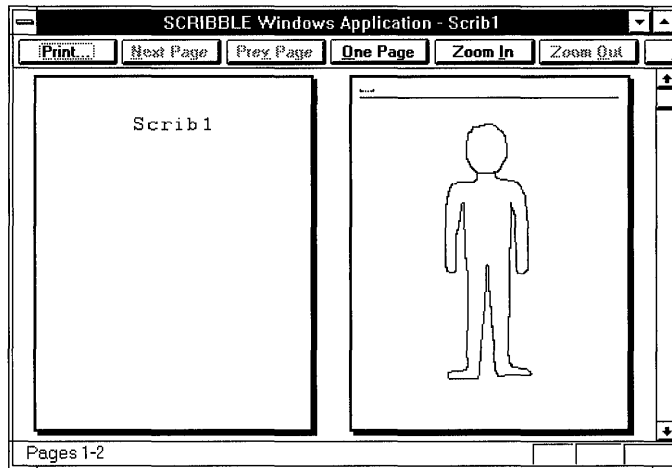 SCRIBBLE Windows Application - Scrib1
Print... Next Page Prev Page One Page Zoom In Zoom Out
Scrib1
Pages 1-2